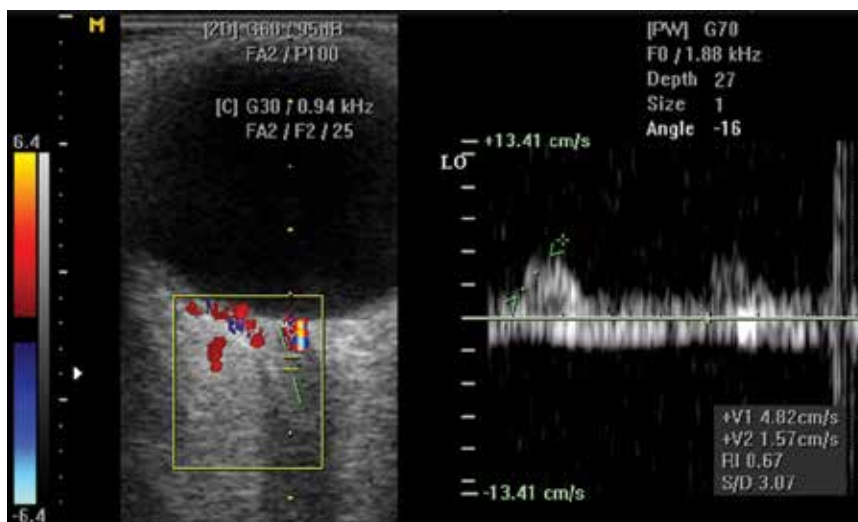 M
[2D] G60 / 95dB
FA2 / P100
[C] G30 / 0.94 kHz
FA2 / F2 / 25
6.4
-6.4
[PW] G70
F0 / 1.88 kHz
Depth 27
Size 1
Angle -16
+13.41 cm/s
LO
-13.41 cm/s
+V1 4.82cm/s
+V2 1.57cm/s
RI 0.67
S/D 3.07